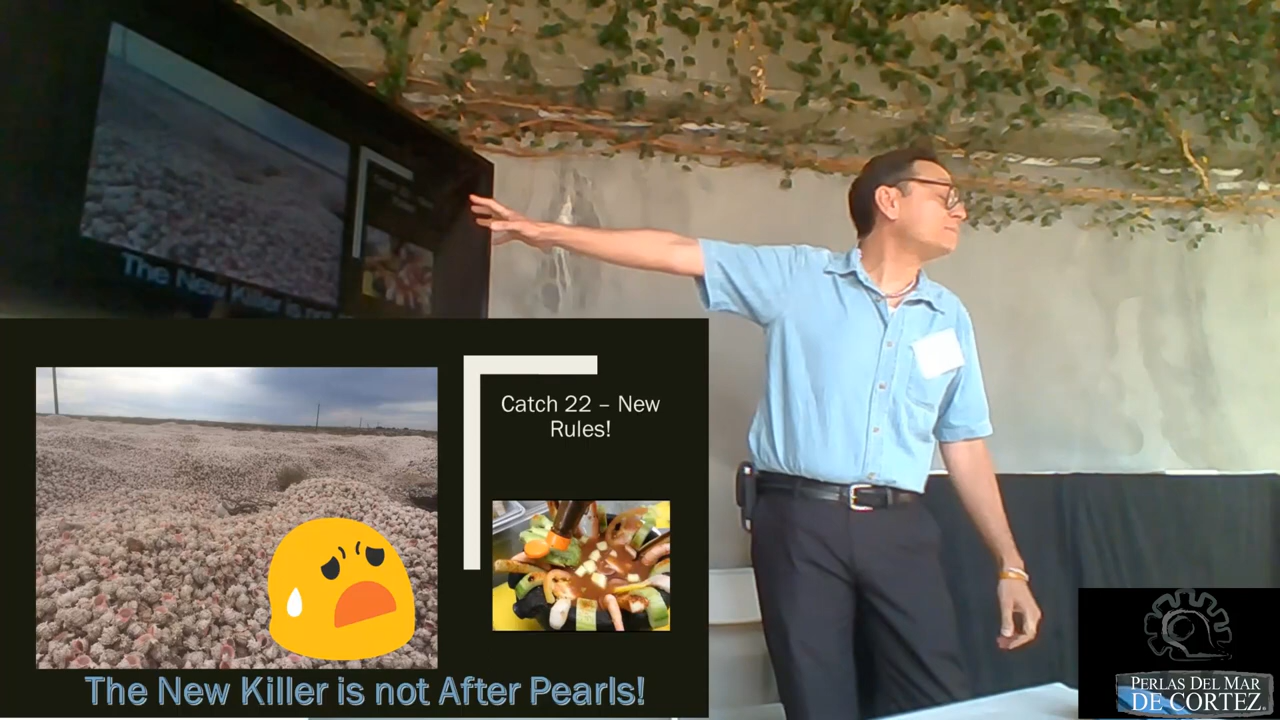 The New Killer is no
Catch 22 – New
Rules!
The New Killer is not After Pearls!
PERLAS DEL MAR
DE CORTEZ